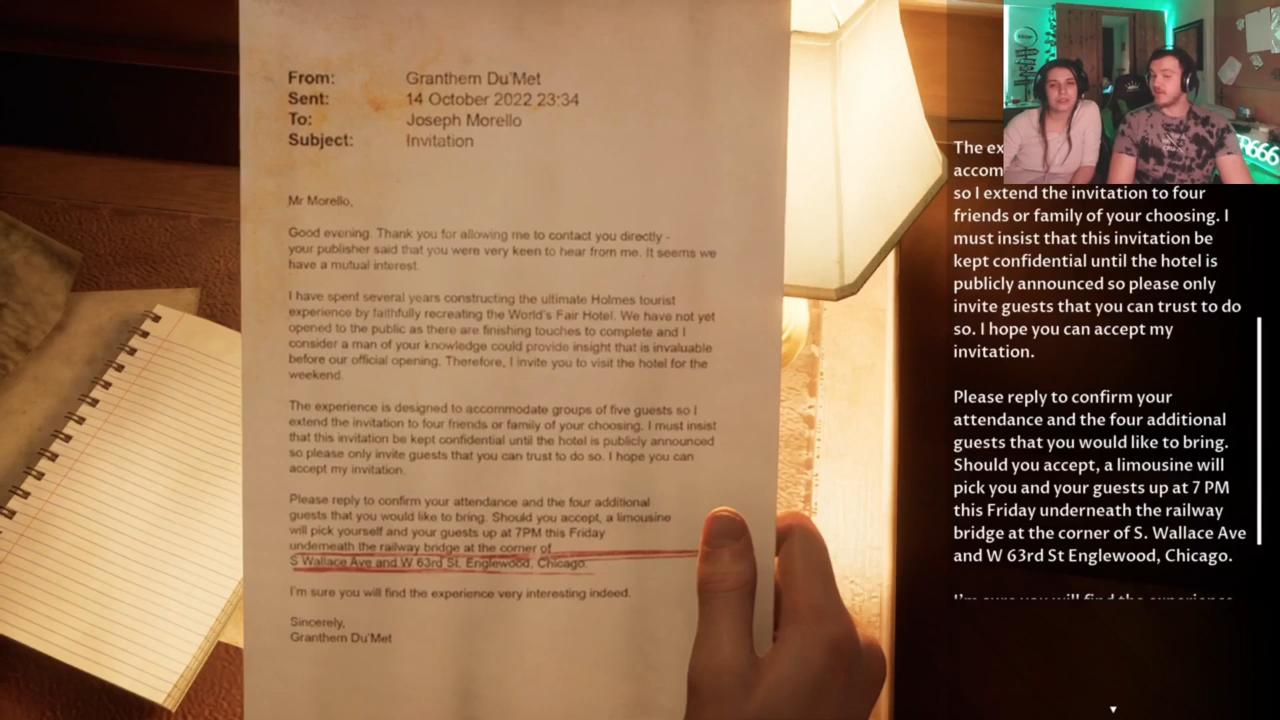 From: Granthem Du'Met
Sent: 14 October 2022 23:34
To: Joseph Morello
Subject: Invitation
Mr Morello,
Good evening. Thank you for allowing me to contact you directly -
your publisher said that you were very keen to hear from me. It seems we
have a mutual interest.
I have spent several years constructing the ultimate Holmes tourist
experience by faithfully recreating the World's Fair Hotel. We have not yet
opened to the public as there are finishing touches to complete and I
consider a man of your knowledge could provide insight that is invaluable
before our official opening. Therefore, I invite you to visit the hotel for the
weekend.
The experience is designed to accommodate groups of five guests so I
extend the invitation to four friends or family of your choosing. I must insist
that this invitation be kept confidential until the hotel is publicly announced
so please only invite guests that you can trust to do so. I hope you can
accept my invitation.
Please reply to confirm your attendance and the four additional
guests that you would like to bring. Should you accept, a limousine
will pick yourself and your guests up at 7PM this Friday
underneath the railway bridge at the corner of
S Wallace Ave and W 63rd St. Englewood, Chicago.
I'm sure you will find the experience very interesting indeed.
Sincerely,
Granthem Du'Met
The ex
accom
so I extend the invitation to four
friends or family of your choosing. I
must insist that this invitation be
kept confidential until the hotel is
publicly announced so please only
invite guests that you can trust to do
so. I hope you can accept my
invitation.
Please reply to confirm your
attendance and the four additional
guests that you would like to bring.
Should you accept, a limousine will
pick you and your guests up at 7 PM
this Friday underneath the railway
bridge at the corner of S. Wallace Ave
and W 63rd St Englewood, Chicago.
I'm sure you will find the experience